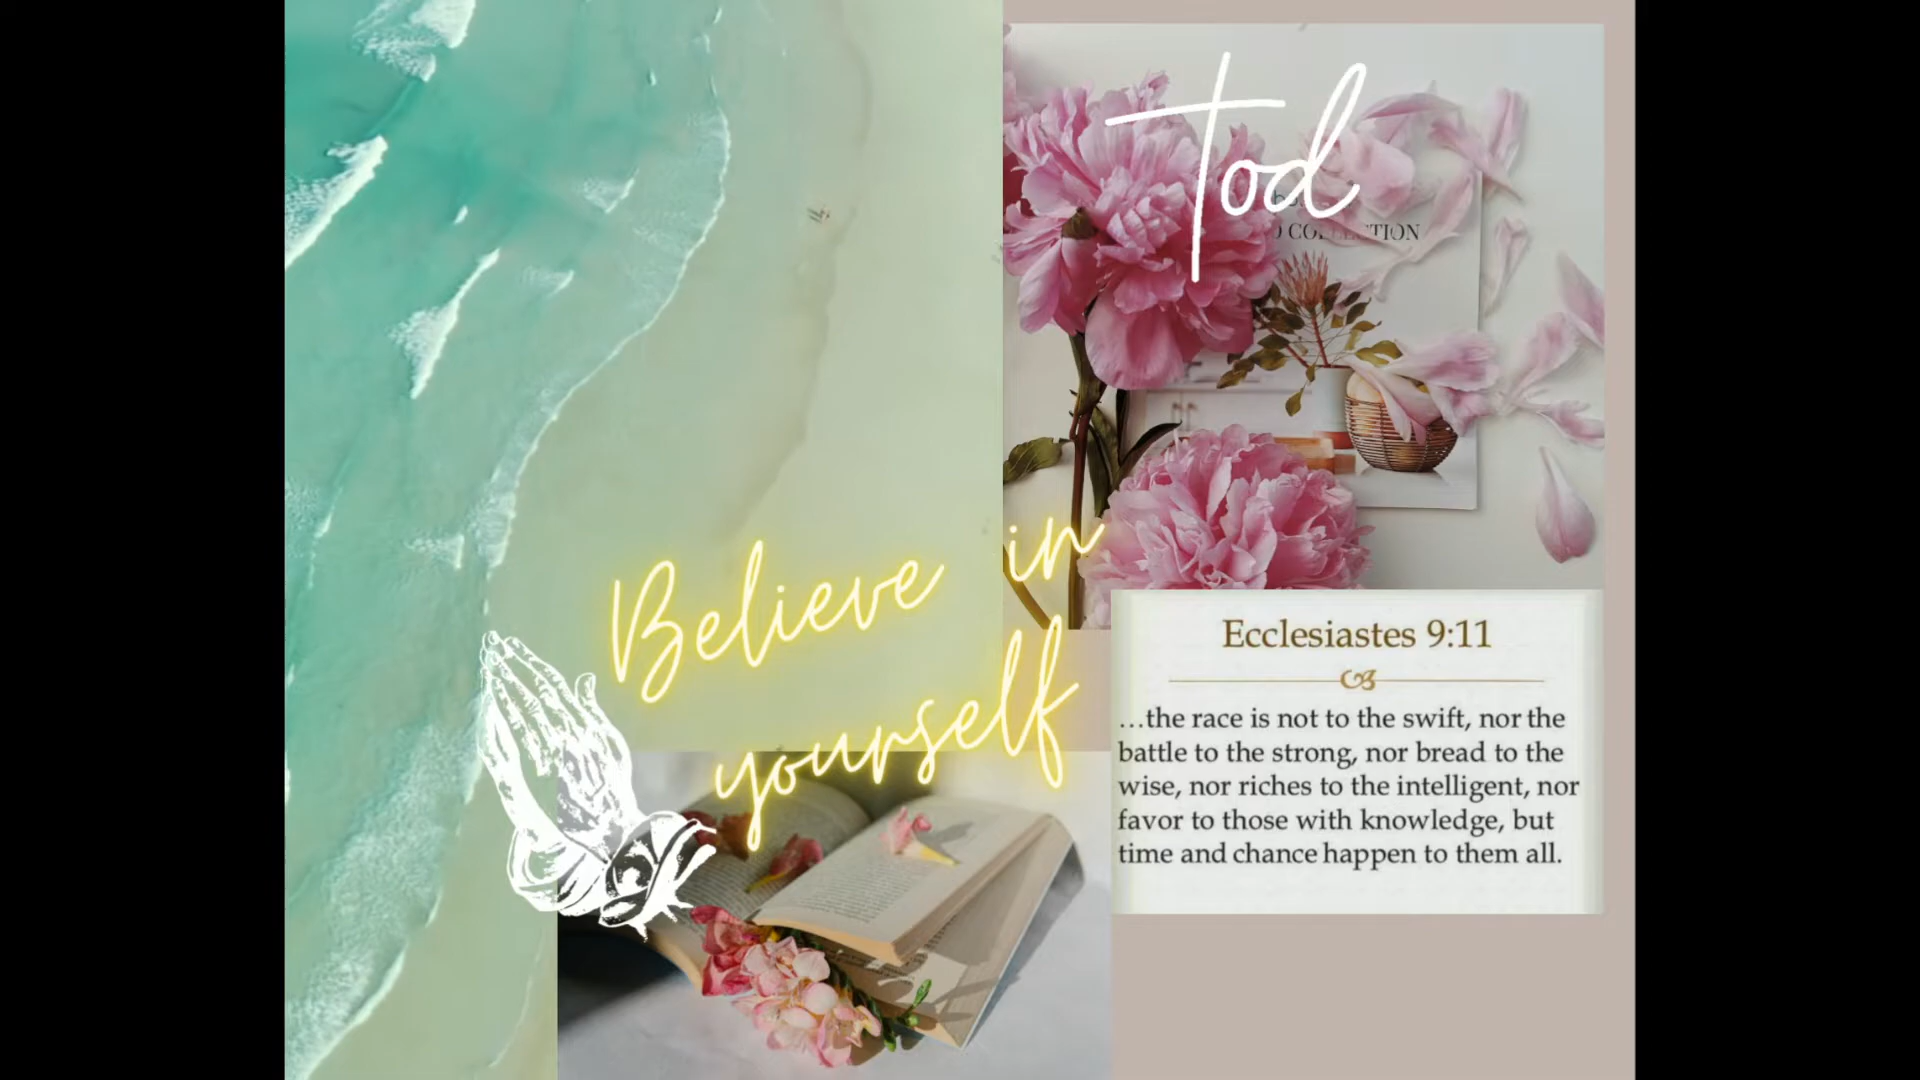 Tod
COLLECTION
Believe in
yourself
Ecclesiastes 9:11
…the race is not to the swift, nor the
battle to the strong, nor bread to the
wise, nor riches to the intelligent, nor
favor to those with knowledge, but
time and chance happen to them all.